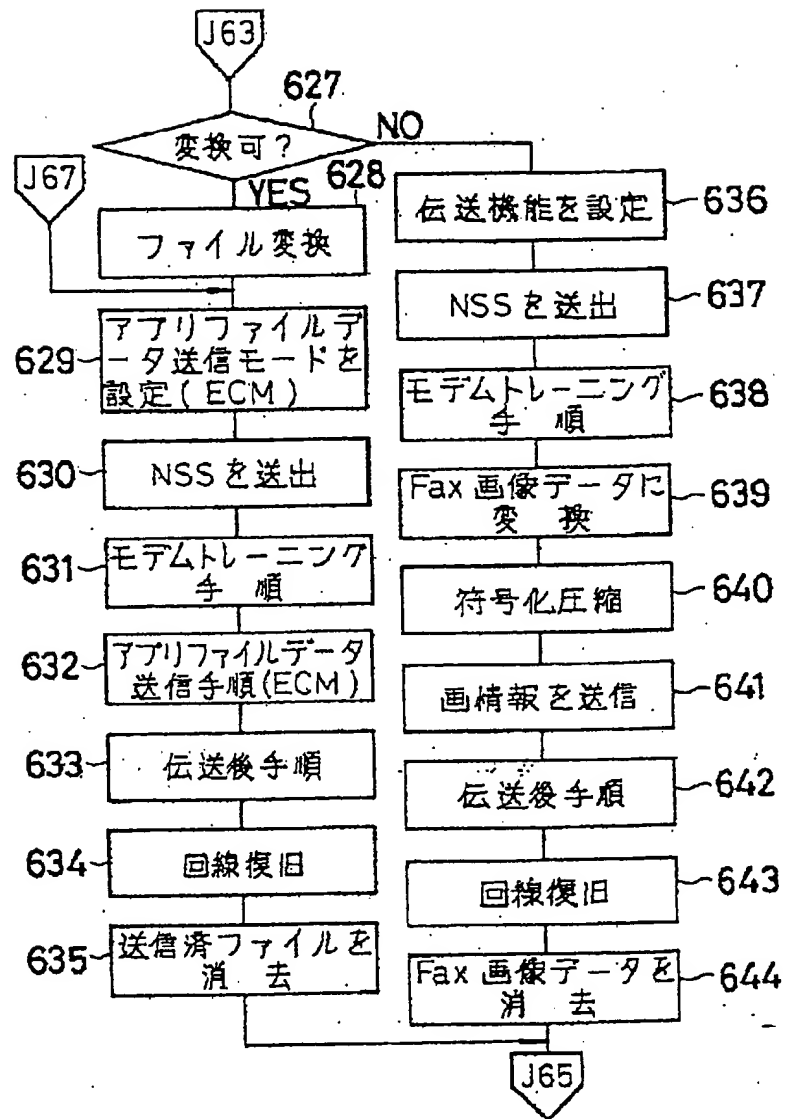 J63
627
変換可?
NO
J67
YES
628
ファイル変換
アプリファイルデ
ータ送信モードを
設定(ECM)
629
NSSを送出
630
モデムトレーニング
手 順
631
アプリファイルデータ
送信手順(ECM)
632
伝送後手順
633
回線復旧
634
送信済ファイルを
消 去
635
伝送機能を設定
636
NSSを送出
637
モデムトレーニング
手 順
638
Fax 画像データに
変 換
639
符号化圧縮
640
画情報を送信
641
伝送後手順
642
回線復旧
643
Fax 画像データを
消 去
644
J65